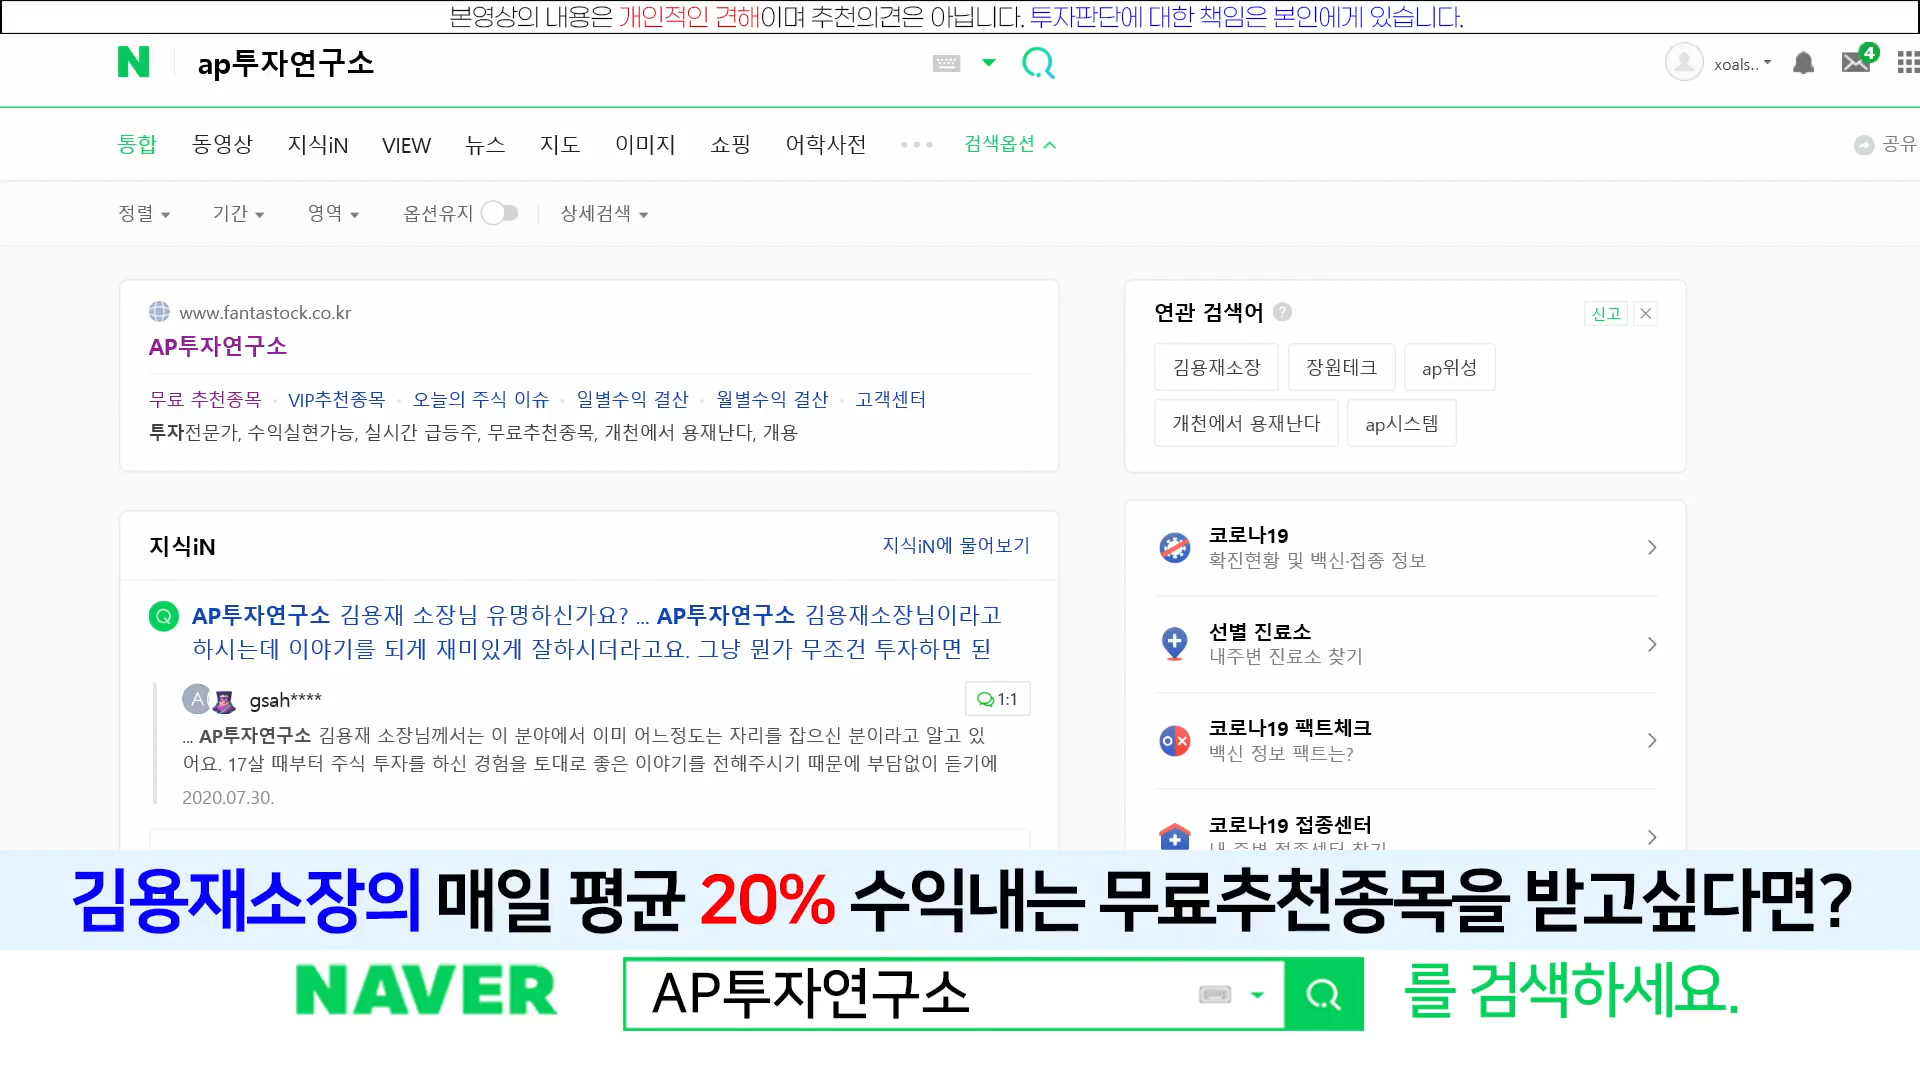 본영상의 내용은 개인적인 견해이며 추천의견은 아닙니다. 투자판단에 대한 책임은 본인에게 있습니다.
N ap투자연구소
xoals.. 4
통합 동영상 지식iN VIEW 뉴스 지도 이미지 쇼핑 어학사전 검색옵션 공유
정렬 기간 영역 옵션유지 상세검색
www.fantastock.co.kr
AP투자연구소
무료 추천종목 · VIP추천종목 · 오늘의 주식 이슈 · 일별수익 결산 · 월별수익 결산 · 고객센터
투자전문가, 수익실현가능, 실시간 급등주, 무료추천종목, 개천에서 용재난다, 개용
연관 검색어 ? 신고
김용재소장 장원테크 ap위성
개천에서 용재난다 ap시스템
지식iN 지식iN에 물어보기
Q AP투자연구소 김용재 소장님 유명하신가요? ... AP투자연구소 김용재소장님이라고
하시는데 이야기를 되게 재미있게 잘하시더라고요. 그냥 뭔가 무조건 투자하면 된
A gsah**** 1:1
... AP투자연구소 김용재 소장님께서는 이 분야에서 이미 어느정도는 자리를 잡으신 분이라고 알고 있
어요. 17살 때부터 주식 투자를 하신 경험을 토대로 좋은 이야기를 전해주시기 때문에 부담없이 듣기에
2020.07.30.
코로나19
확진현황 및 백신·접종 정보
선별 진료소
내주변 진료소 찾기
코로나19 팩트체크
백신 정보 팩트는?
코로나19 접종센터
내 주변 접종센터 찾기
김용재소장의 매일 평균 20% 수익내는 무료추천종목을 받고싶다면?
NAVER AP투자연구소 를 검색하세요.